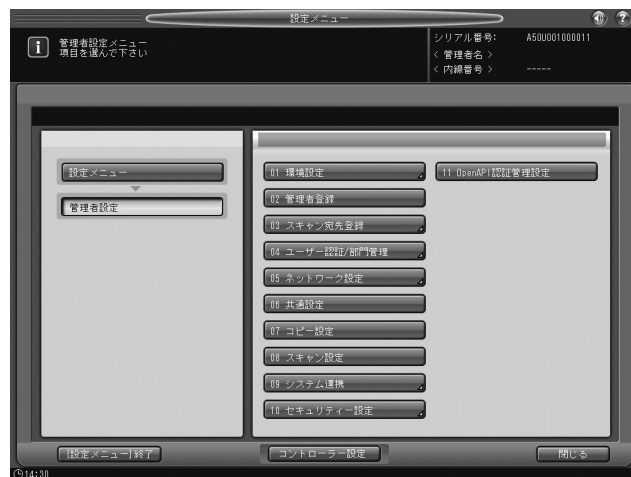 設定メニュー
管理者設定メニュー
項目を選んで下さい
シリアル番号: A50U001000011
< 管理者名 >
< 内線番号 > -----
設定メニュー
管理者設定
01 環境設定
02 管理者登録
03 スキャン宛先登録
04 ユーザー認証/部門管理
05 ネットワーク設定
06 共通設定
07 コピー設定
08 スキャン設定
09 システム連携
10 セキュリティー設定
11 OpenAPI認証管理設定
[設定メニュー]終了
コントローラー設定
閉じる
14:30